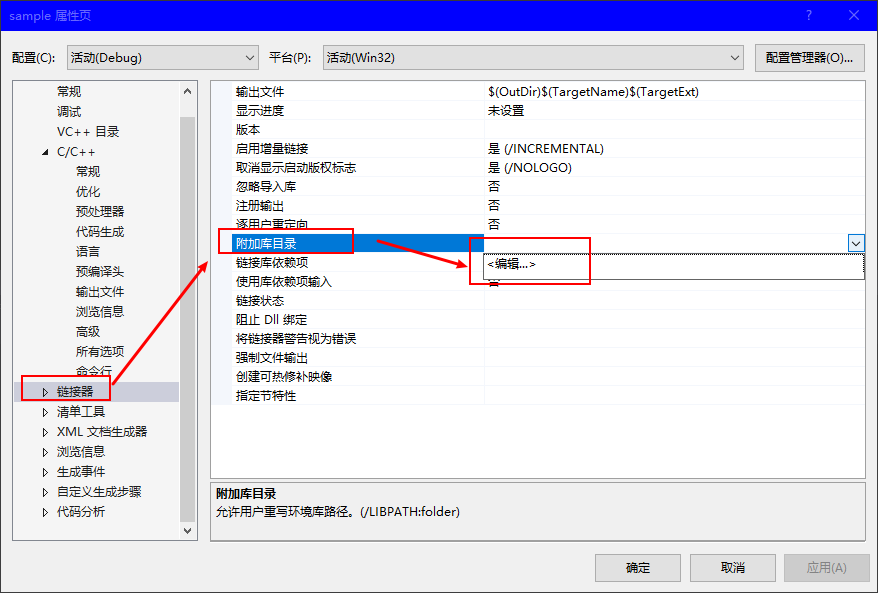 sample 属性页
配置(C):
活动(Debug)
平台(P):
活动(Win32)
配置管理器(O)...
常规
调试
VC++ 目录
C/C++
常规
优化
预处理器
代码生成
语言
预编译头
输出文件
浏览信息
高级
所有选项
命令行
链接器
清单工具
XML 文档生成器
浏览信息
生成事件
自定义生成步骤
代码分析
输出文件 $(OutDir)$(TargetName)$(TargetExt)
显示进度 未设置
版本
启用增量链接 是 (/INCREMENTAL)
取消显示启动版权标志 是 (/NOLOGO)
忽略导入库 否
注册输出 否
逐用户重定向 否
附加库目录
<编辑...>
链接库依赖项
使用库依赖项输入 否
链接状态
阻止 Dll 绑定
将链接器警告视为错误
强制文件输出
创建可热修补映像
指定节特性
附加库目录
允许用户重写环境库路径。(/LIBPATH:folder)
确定
取消
应用(A)